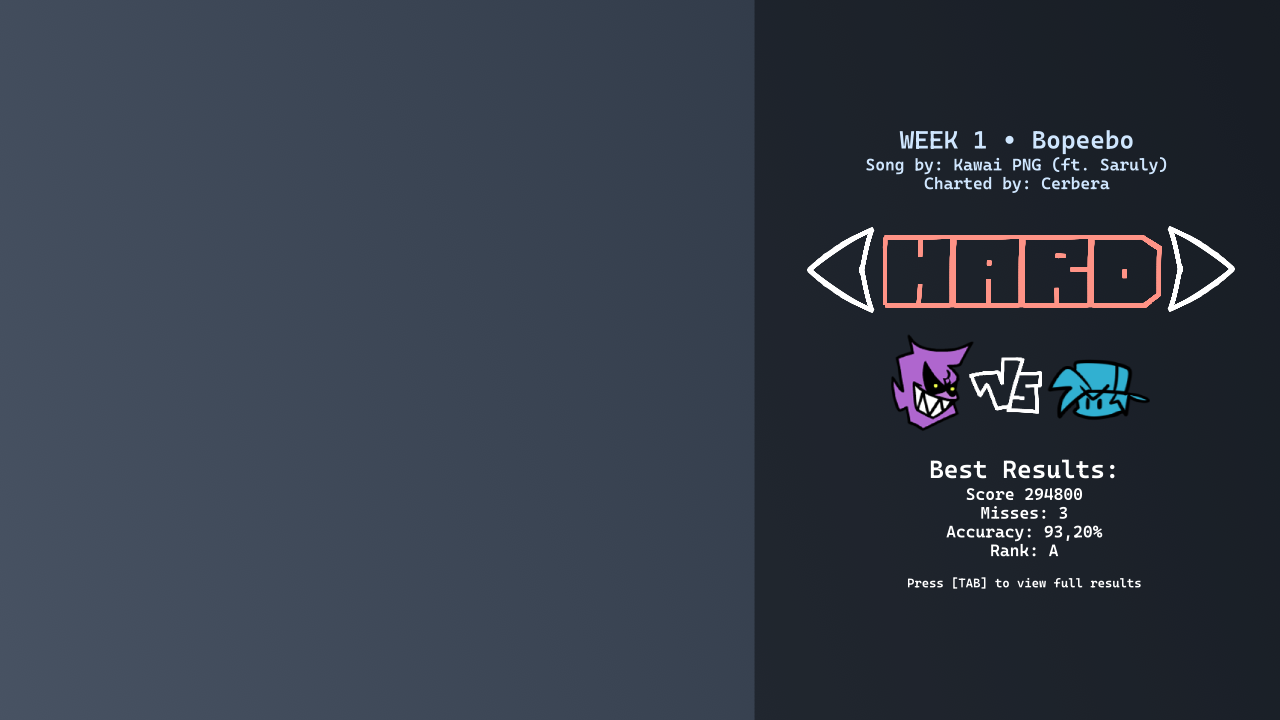 WEEK 1 • Bopeebo
Song by: Kawai PNG (ft. Saruly)
Charted by: Cerbera
HARD
VS
Best Results:
Score 294800
Misses: 3
Accuracy: 93,20%
Rank: A
Press [TAB] to view full results